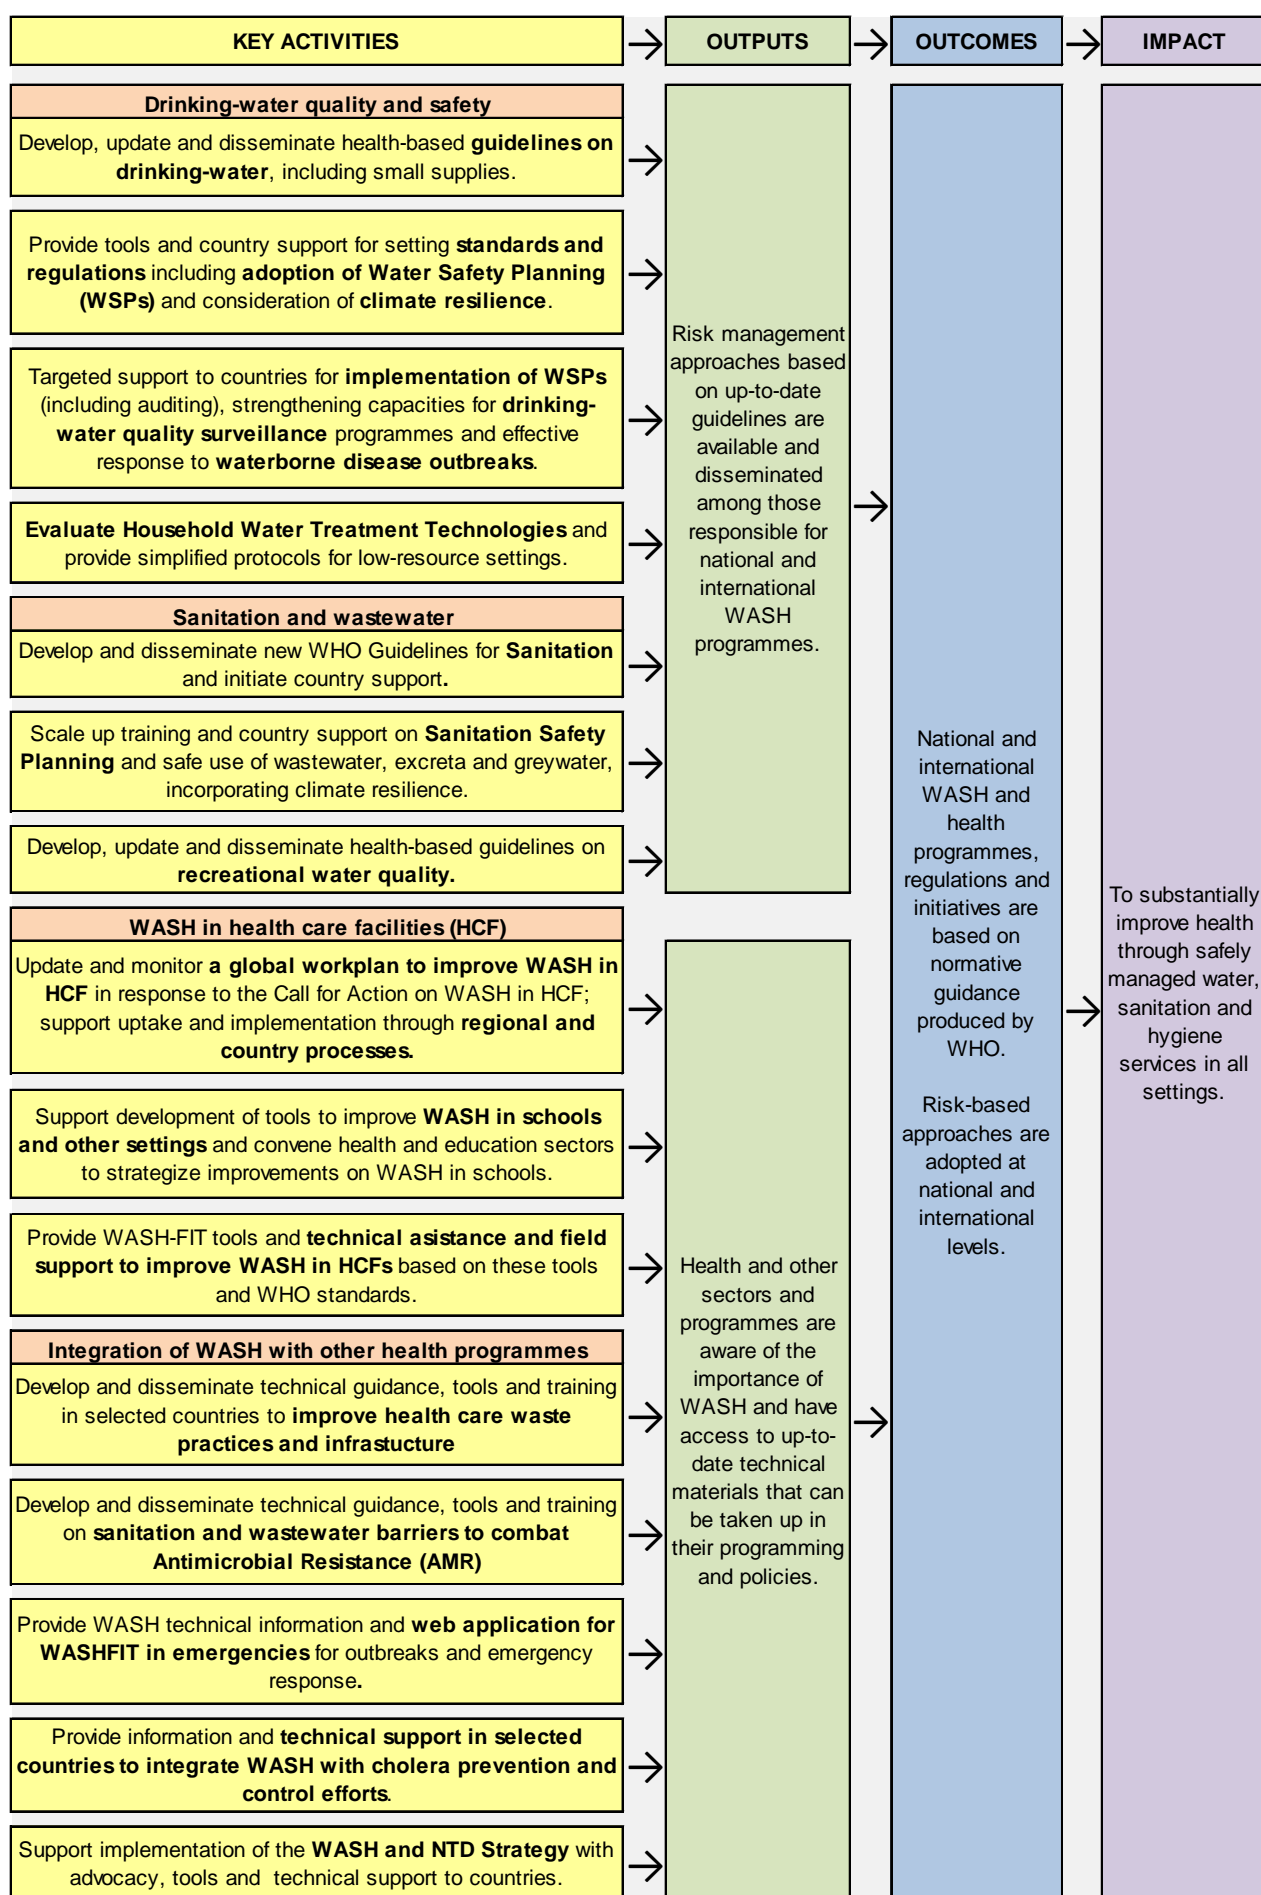 KEY ACTIVITIES
OUTPUTS
OUTCOMES
IMPACT
Drinking-water quality and safety
Develop, update and disseminate health-based guidelines on
drinking-water, including small supplies.
Provide tools and country support for setting standards and
regulations including adoption of Water Safety Planning
(WSPs) and consideration of climate resilience.
Targeted support to countries for implementation of WSPs
(including auditing), strengthening capacities for drinking-
water quality surveillance programmes and effective
response to waterborne disease outbreaks.
Evaluate Household Water Treatment Technologies and
provide simplified protocols for low-resource settings.
Sanitation and wastewater
Develop and disseminate new WHO Guidelines for Sanitation
and initiate country support.
Scale up training and country support on Sanitation Safety
Planning and safe use of wastewater, excreta and greywater,
incorporating climate resilience.
Develop, update and disseminate health-based guidelines on
recreational water quality.
WASH in health care facilities (HCF)
Update and monitor a global workplan to improve WASH in
HCF in response to the Call for Action on WASH in HCF;
support uptake and implementation through regional and
country processes.
Support development of tools to improve WASH in schools
and other settings and convene health and education sectors
to strategize improvements on WASH in schools.
Provide WASH-FIT tools and technical asistance and field
support to improve WASH in HCFs based on these tools
and WHO standards.
Integration of WASH with other health programmes
Develop and disseminate technical guidance, tools and training
in selected countries to improve health care waste
practices and infrastucture
Develop and disseminate technical guidance, tools and training
on sanitation and wastewater barriers to combat
Antimicrobial Resistance (AMR)
Provide WASH technical information and web application for
WASHFIT in emergencies for outbreaks and emergency
response.
Provide information and technical support in selected
countries to integrate WASH with cholera prevention and
control efforts.
Support implementation of the WASH and NTD Strategy with
advocacy, tools and technical support to countries.
Risk management
approaches based
on up-to-date
guidelines are
available and
disseminated
among those
responsible for
national and
international
WASH
programmes.
Health and other
sectors and
programmes are
aware of the
importance of
WASH and have
access to up-to-
date technical
materials that can
be taken up in
their programming
and policies.
National and
international
WASH and
health
programmes,
regulations and
initiatives are
based on
normative
guidance
produced by
WHO.
Risk-based
approaches are
adopted at
national and
international
levels.
To substantially
improve health
through safely
managed water,
sanitation and
hygiene
services in all
settings.